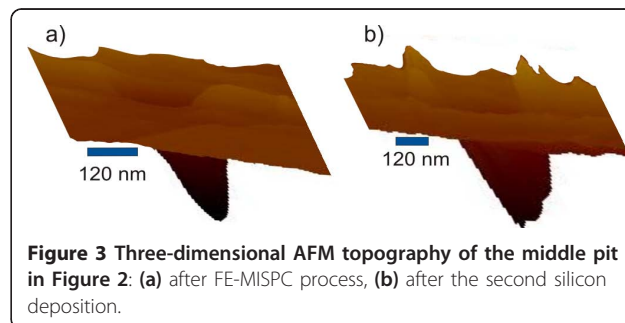 a)
b)
120 nm
120 nm
Figure 3 Three-dimensional AFM topography of the middle pit
in Figure 2: (a) after FE-MISPC process, (b) after the second silicon
deposition.